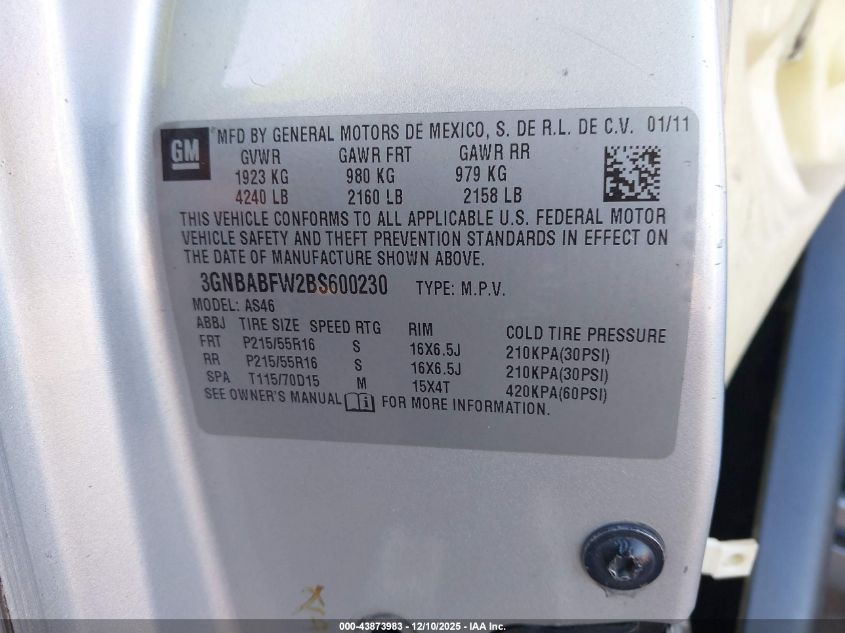 GM
MFD BY GENERAL MOTORS DE MEXICO, S. DE R.L. DE C.V. 01/11
GVWR GAWR FRT GAWR RR
1923 KG 980 KG 979 KG
4240 LB 2160 LB 2158 LB
THIS VEHICLE CONFORMS TO ALL APPLICABLE U.S. FEDERAL MOTOR
VEHICLE SAFETY AND THEFT PREVENTION STANDARDS IN EFFECT ON
THE DATE OF MANUFACTURE SHOWN ABOVE.
3GNBABFW2BS600230 TYPE: M.P.V.
MODEL: AS46
ABBJ TIRE SIZE SPEED RTG RIM COLD TIRE PRESSURE
FRT P215/55R16 S 16X6.5J 210KPA(30PSI)
RR P215/55R16 S 16X6.5J 210KPA(30PSI)
SPA T115/70D15 M 15X4T 420KPA(60PSI)
SEE OWNER'S MANUAL FOR MORE INFORMATION.
000-43873983 - 12/10/2025 - IAA Inc.